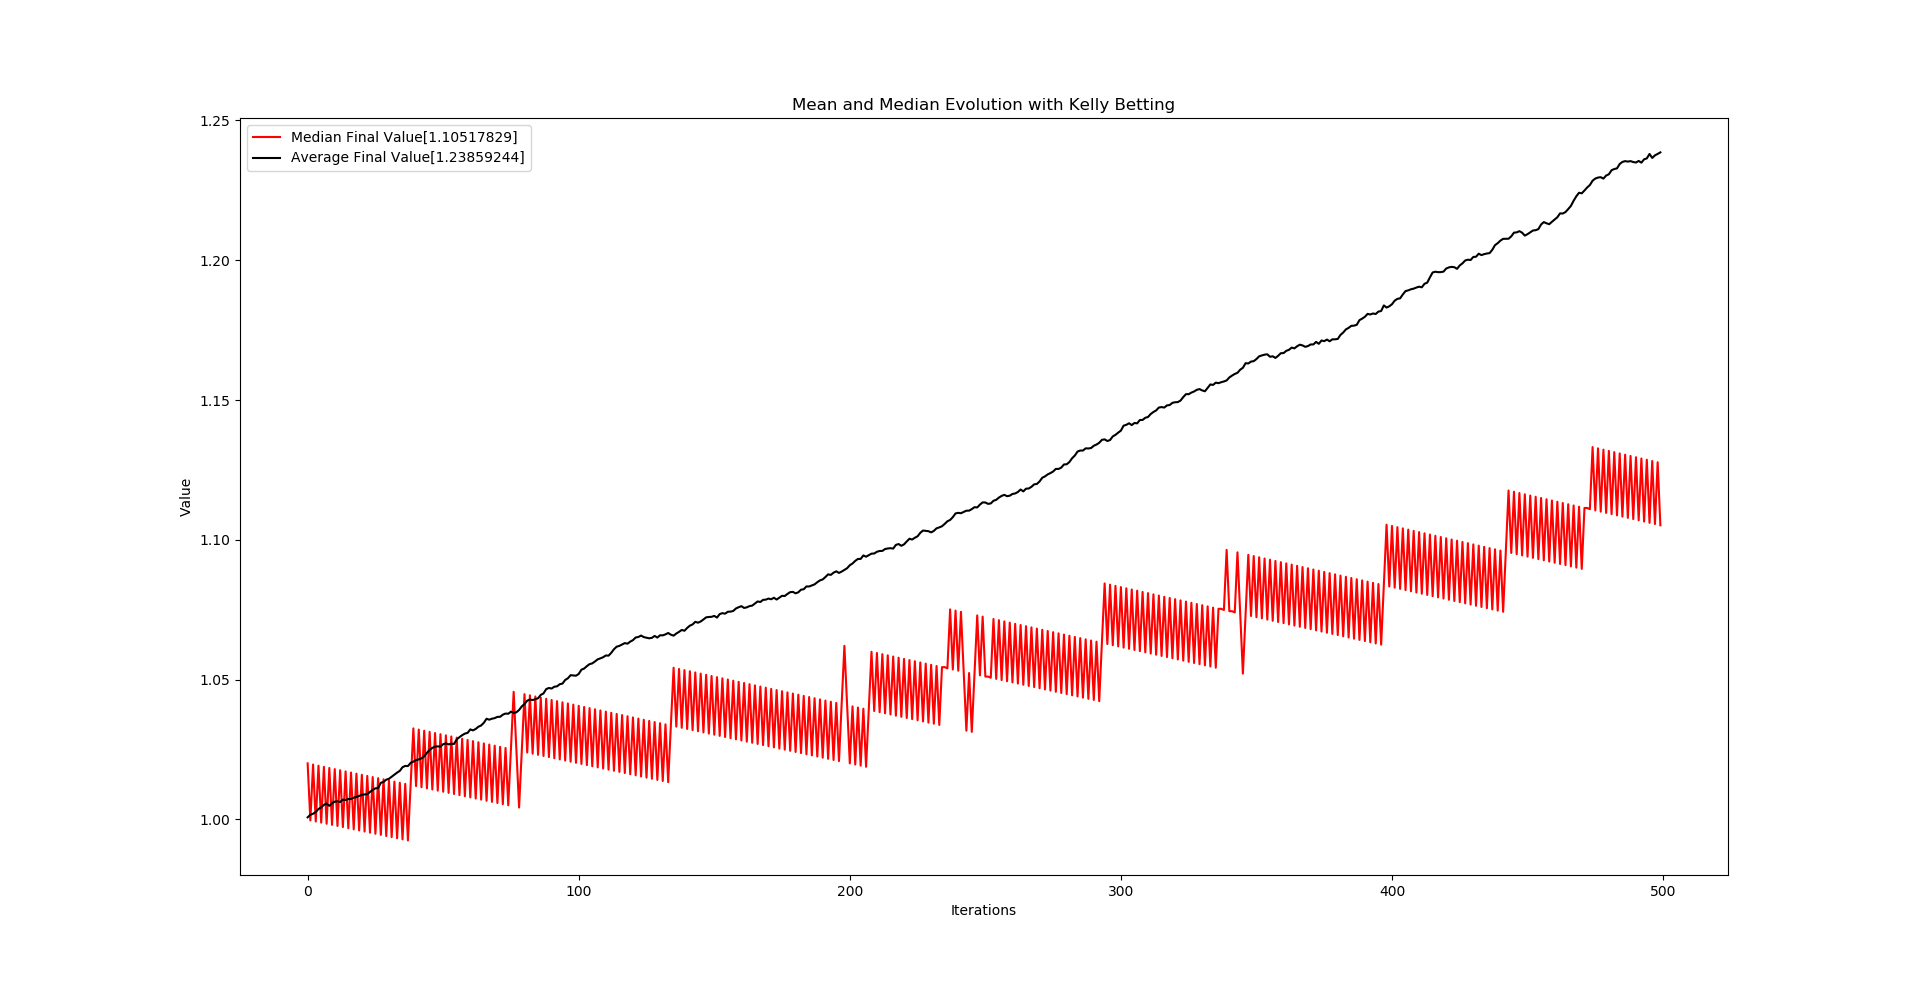 Mean and Median Evolution with Kelly Betting
Median Final Value[1.10517829]
Average Final Value[1.23859244]
1.25
1.20
1.15
1.10
1.05
1.00
Value
0 100 200 300 400 500
Iterations